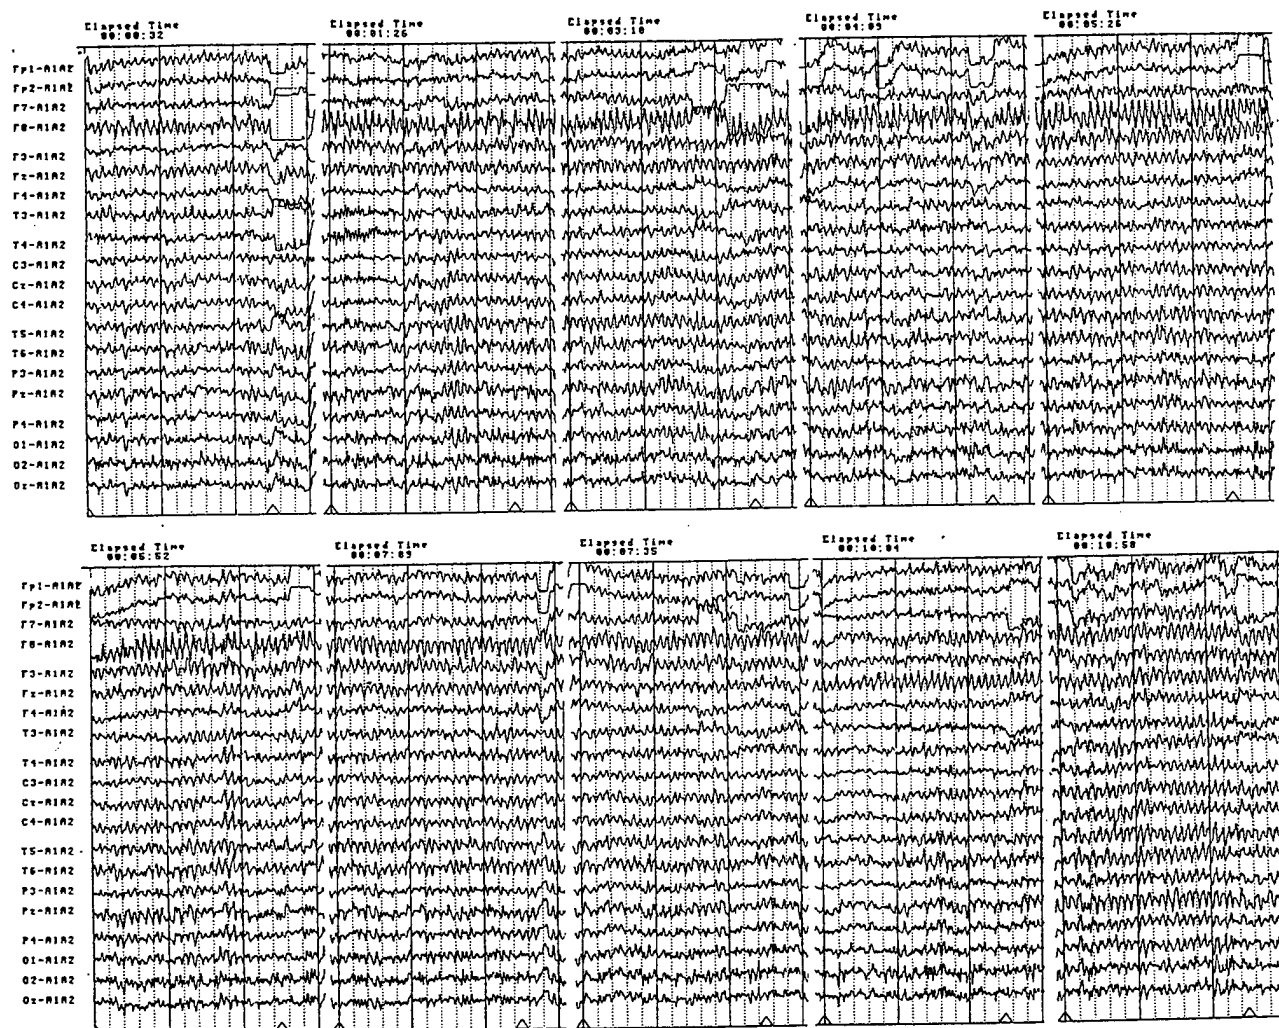 Elapsed Time
00:00:32
Elapsed Time
00:01:26
Elapsed Time
00:03:10
Elapsed Time
00:04:09
Elapsed Time
00:05:26
Fp1-A1A2
Fp2-A1A2
F7-A1A2
F8-A1A2
F3-A1A2
Fz-A1A2
F4-A1A2
T3-A1A2
T4-A1A2
C3-A1A2
Cz-A1A2
C4-A1A2
T5-A1A2
T6-A1A2
P3-A1A2
Pz-A1A2
P4-A1A2
O1-A1A2
O2-A1A2
Oz-A1A2
Elapsed Time
00:05:52
Elapsed Time
00:07:09
Elapsed Time
00:07:35
Elapsed Time
00:10:04
Elapsed Time
00:10:58
Fp1-A1A2
Fp2-A1A2
F7-A1A2
F8-A1A2
F3-A1A2
Fz-A1A2
F4-A1A2
T3-A1A2
T4-A1A2
C3-A1A2
Cz-A1A2
C4-A1A2
T5-A1A2
T6-A1A2
P3-A1A2
Pz-A1A2
P4-A1A2
O1-A1A2
O2-A1A2
Oz-A1A2